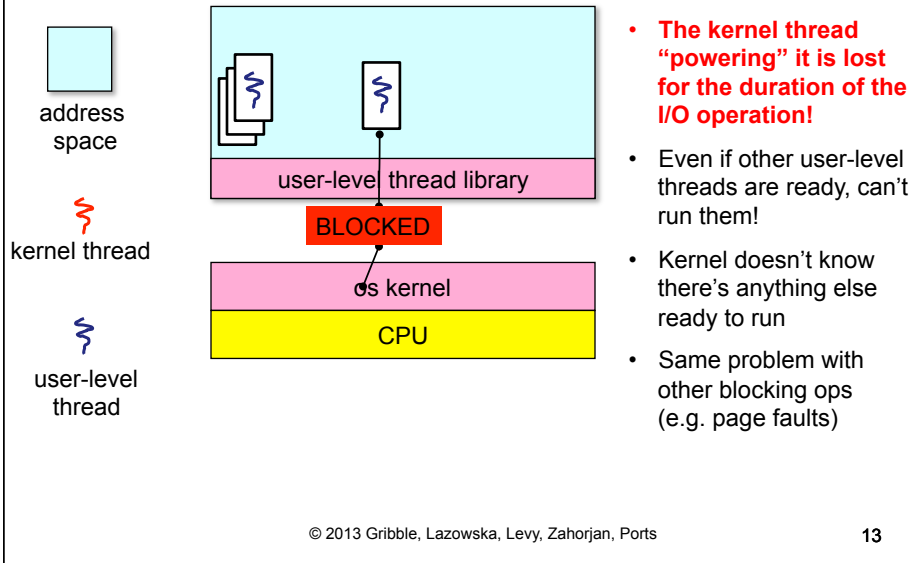 address
space
kernel thread
user-level
thread
user-level thread library
BLOCKED
os kernel
CPU
• The kernel thread
“powering” it is lost
for the duration of the
I/O operation!
• Even if other user-level
threads are ready, can’t
run them!
• Kernel doesn’t know
there’s anything else
ready to run
• Same problem with
other blocking ops
(e.g. page faults)
© 2013 Gribble, Lazowska, Levy, Zahorjan, Ports
13